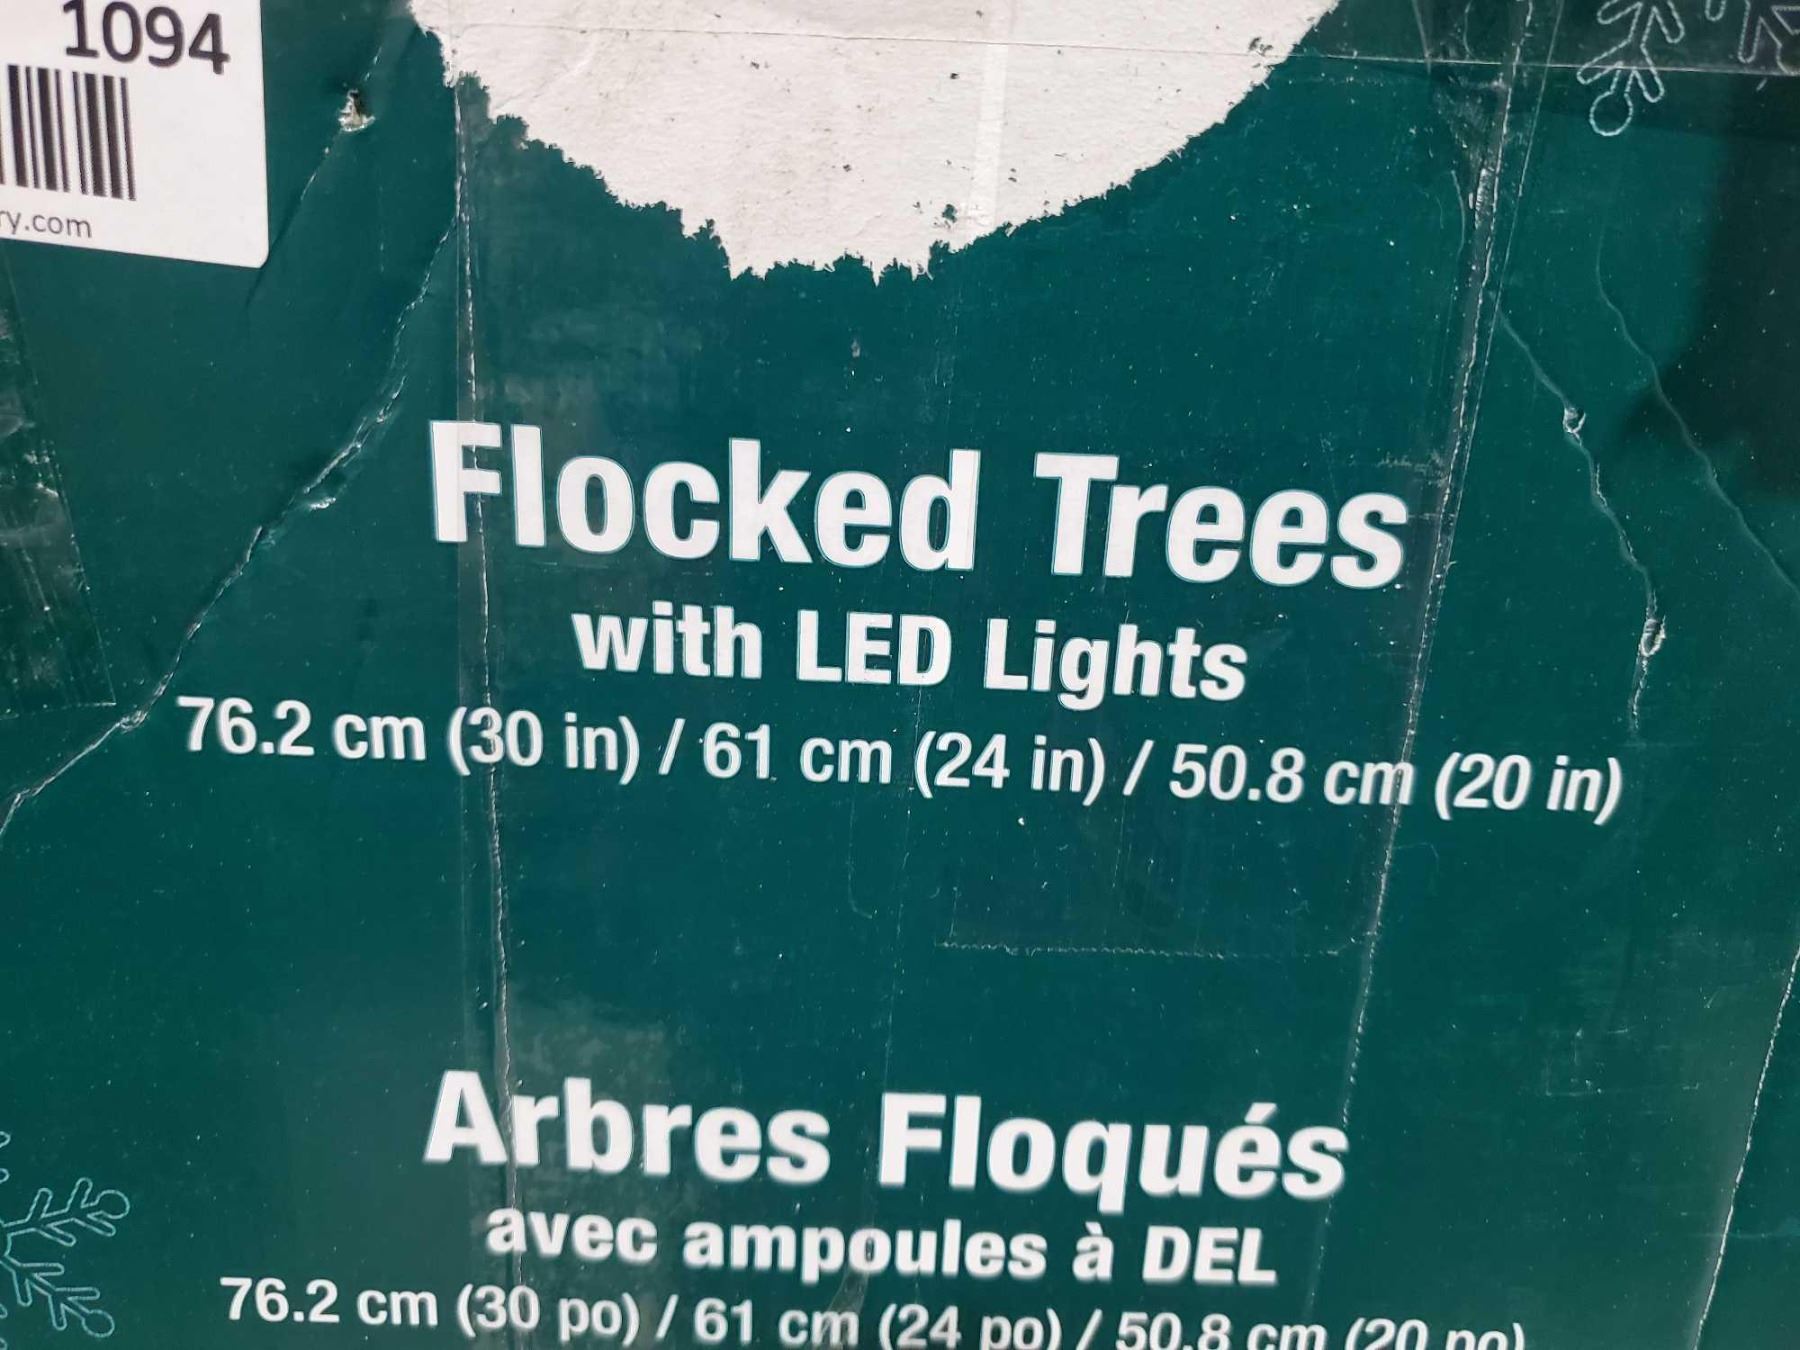 1094
ry.com
Flocked Trees
with LED Lights
76.2 cm (30 in) / 61 cm (24 in) / 50.8 cm (20 in)
Arbres Floqués
avec ampoules à DEL
76.2 cm (30 po) / 61 cm (24 po) / 50.8 cm (20 po)